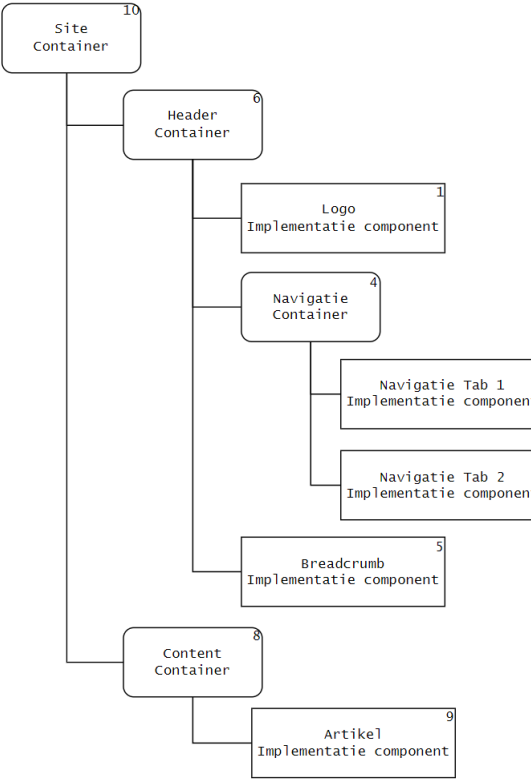 10
Site
Container
6
Header
Container
1
Logo
Implementatie component
4
Navigatie
Container
Navigatie Tab 1
Implementatie componen
Navigatie Tab 2
Implementatie componen
5
Breadcrumb
Implementatie component
8
Content
Container
9
Artikel
Implementatie component